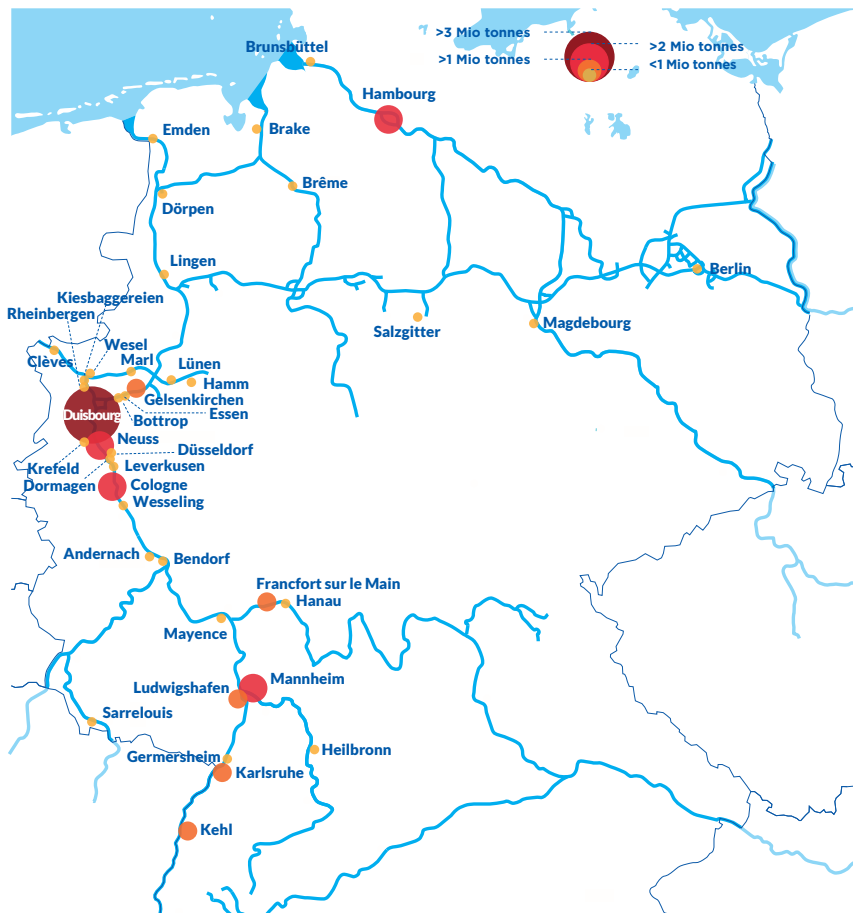 >3 Mio tonnes
>2 Mio tonnes
>1 Mio tonnes
<1 Mio tonnes
Brunsbüttel
Hambourg
Emden
Brake
Brême
Dörpen
Lingen
Berlin
Kiesbaggereien
Rheinbergen
Salzgitter
Magdebourg
Wesel
Clèves
Marl
Lünen
Hamm
Gelsenkirchen
Duisbourg
Essen
Bottrop
Neuss
Düsseldorf
Krefeld
Leverkusen
Dormagen
Cologne
Wesseling
Andernach
Bendorf
Francfort sur le Main
Hanau
Mayence
Mannheim
Ludwigshafen
Sarrelouis
Heilbronn
Germersheim
Karlsruhe
Kehl